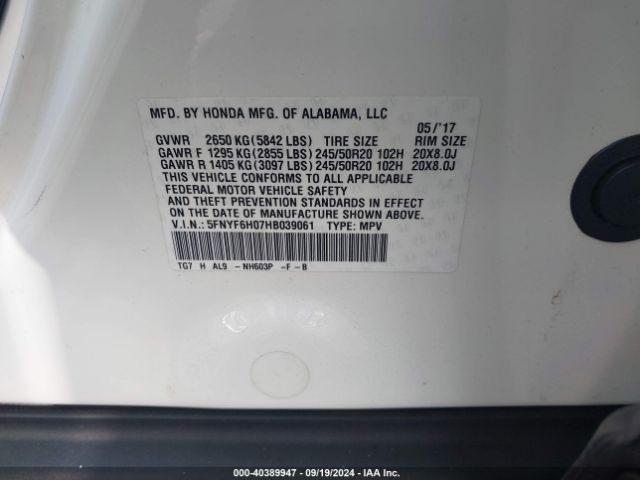 MFD. BY HONDA MFG. OF ALABAMA, LLC
05/'17
GVWR 2650 KG(5842 LBS) TIRE SIZE RIM SIZE
GAWR F 1295 KG(2855 LBS) 245/50R20 102H 20X8.0J
GAWR R 1405 KG(3097 LBS) 245/50R20 102H 20X8.0J
THIS VEHICLE CONFORMS TO ALL APPLICABLE
FEDERAL MOTOR VEHICLE SAFETY
AND THEFT PREVENTION STANDARDS IN EFFECT
ON THE DATE OF MANUFACTURE SHOWN ABOVE.
V.I.N.: 5FNYF6H07HB039061 TYPE: MPV
TG7 H AL9 -NH603P -F-B
© - 40389947 - 09/19/2024 - IAA Inc.